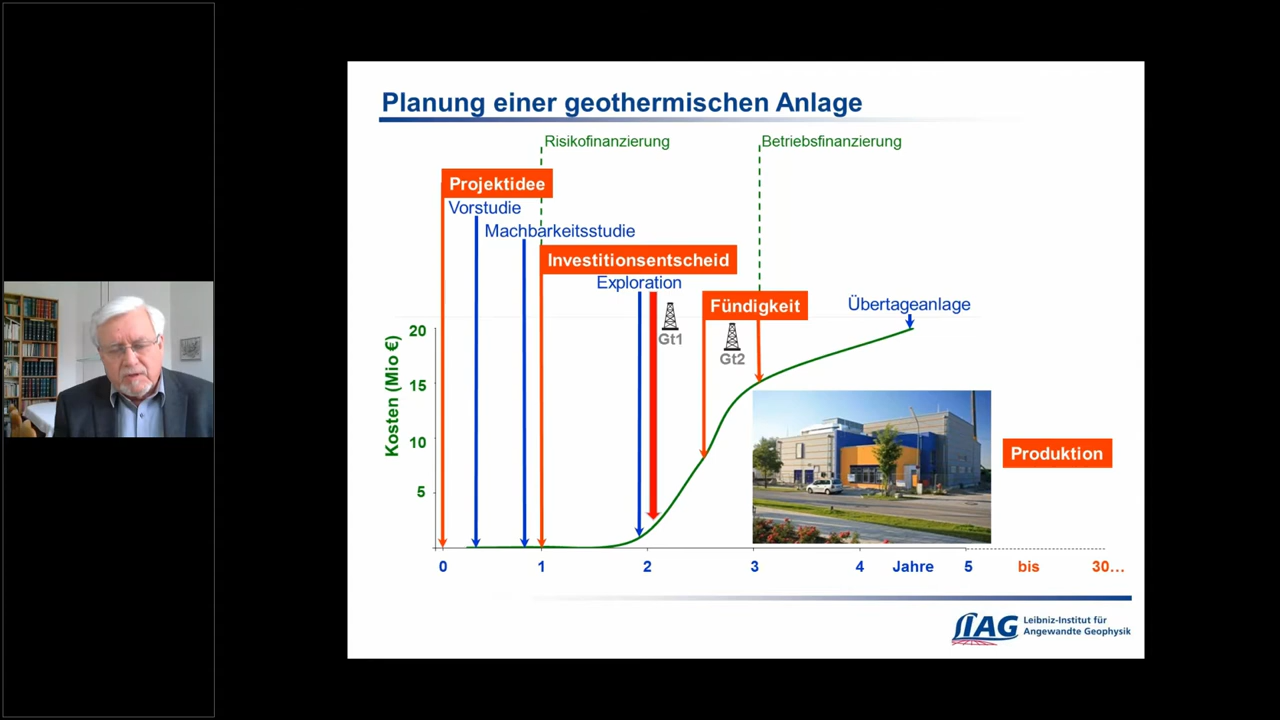 Planung einer geothermischen Anlage
Risikofinanzierung
Betriebsfinanzierung
Projektidee
Vorstudie
Machbarkeitsstudie
Investitionsentscheid
Exploration
Fündigkeit
Übertageanlage
Gt1
Gt2
Kosten (Mio €)
20
15
10
5
Produktion
0 1 2 3 4 Jahre 5 bis 30...
LIAG
Leibniz-Institut für
Angewandte Geophysik